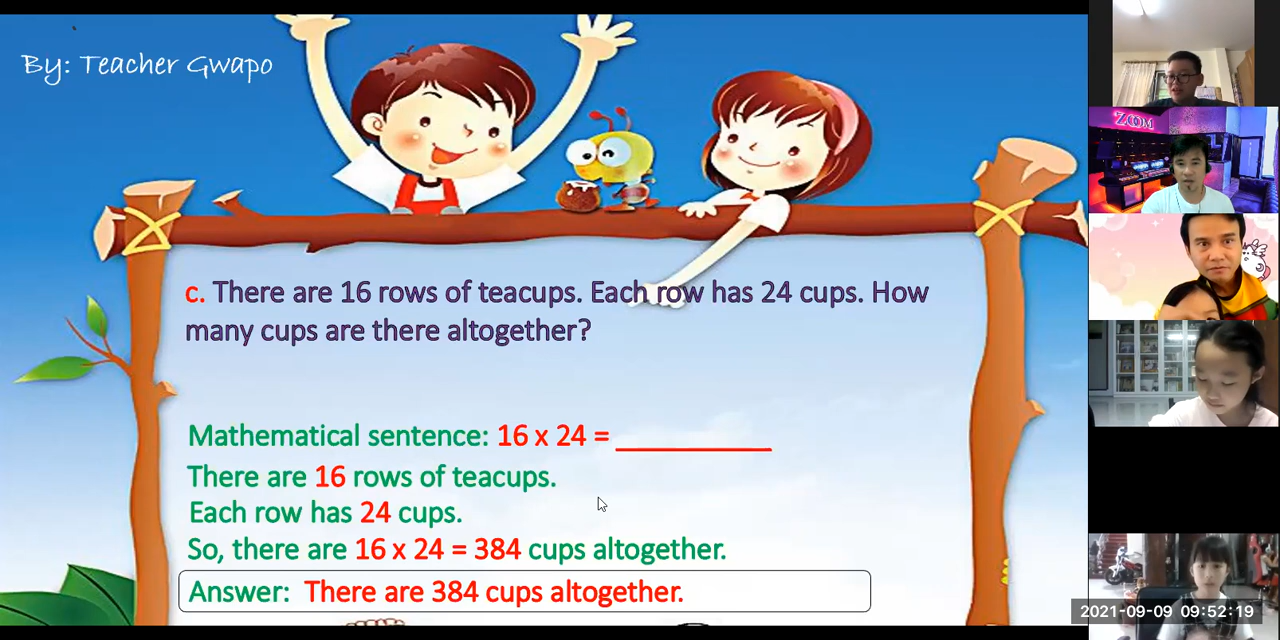 By: Teacher Gwapo
ZOOM
c. There are 16 rows of teacups. Each row has 24 cups. How
many cups are there altogether?
Mathematical sentence: 16 x 24 = __________
There are 16 rows of teacups.
Each row has 24 cups.
So, there are 16 x 24 = 384 cups altogether.
Answer: There are 384 cups altogether.
2021-09-09 09:52:19